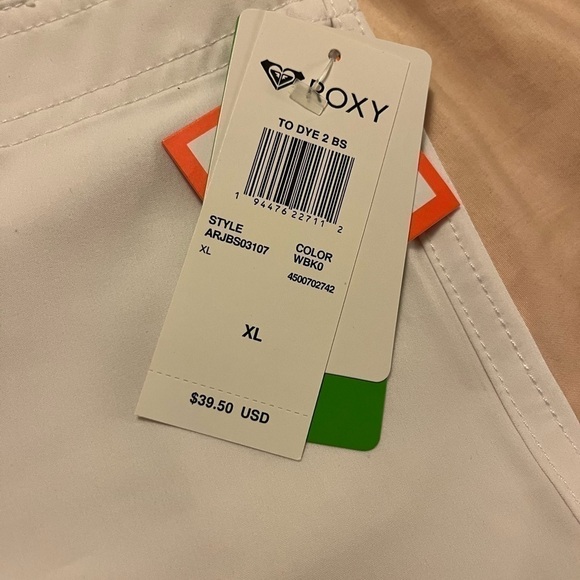 ROXY
TO DYE 2 BS
1 94476 22711 2
STYLE
ARJBS03107
COLOR
WBK0
XL
4500702742
XL
$39.50 USD